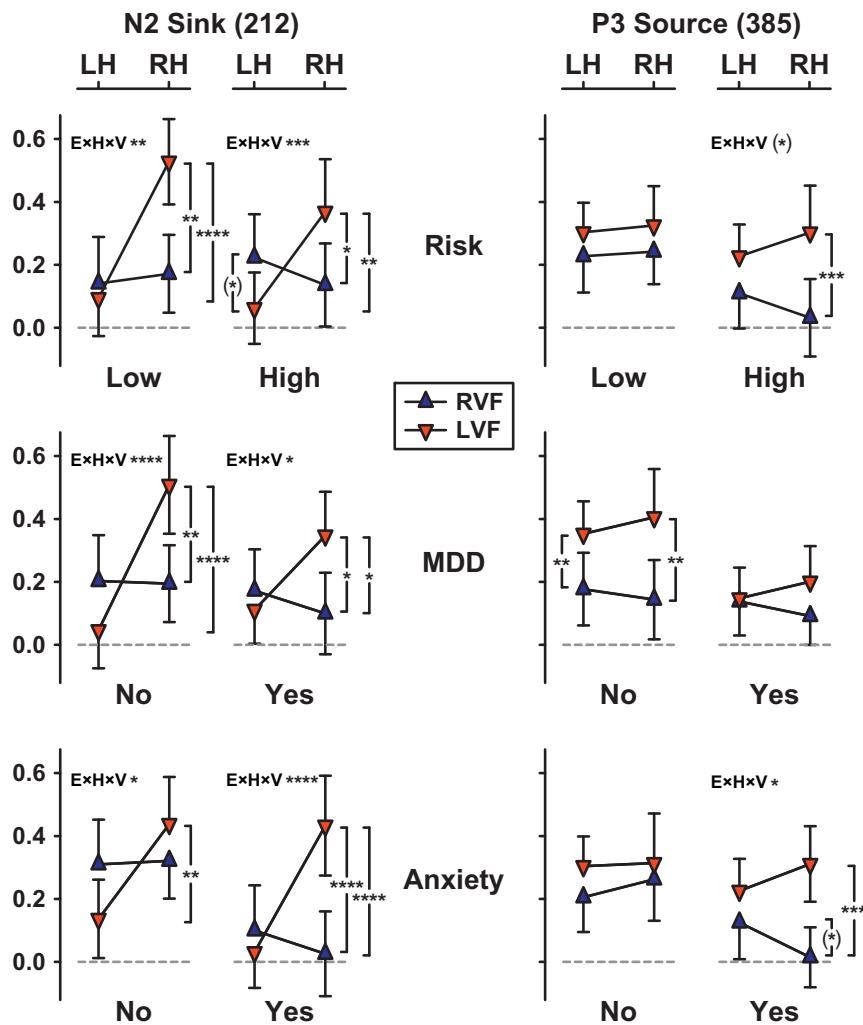 N2 Sink (212) P3 Source (385)
LH RH LH RH LH RH LH RH
0.6 E×H×V ** E×H×V *** E×H×V (*)
0.4 ** **** * **
Risk
0.2 (*) ***
0.0
Low High Low High
RVF
LVF
0.6 E×H×V **** E×H×V *
0.4 ** **** * * ** **
MDD
0.2
0.0
No Yes No Yes
0.6 E×H×V * E×H×V **** E×H×V *
0.4
Anxiety
0.2 ** **** **** (*) ***
0.0
No Yes No Yes